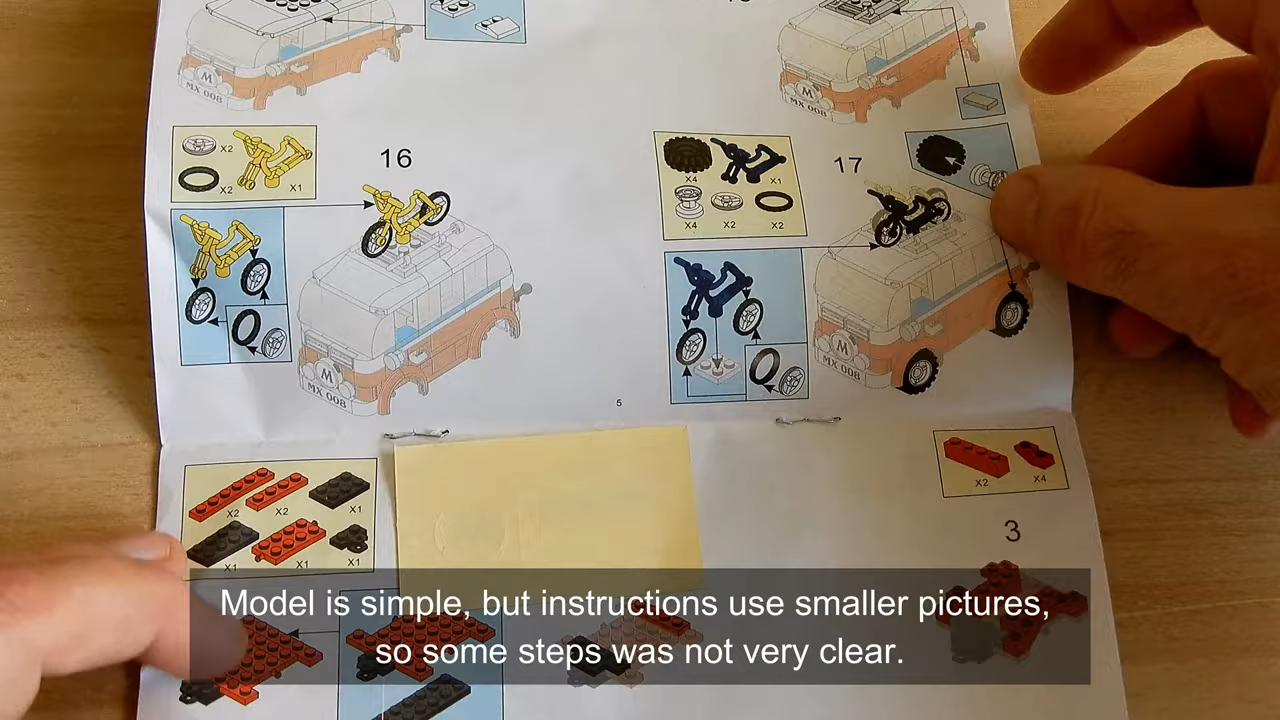 M
MX 008
M
MX 008
X2
X2
X1
16
X4
X1
X4
X2
X2
17
M
MX 008
M
MX 008
5
X2
X2
X1
X1
X1
X1
X2
X4
3
Model is simple, but instructions use smaller pictures,
so some steps was not very clear.